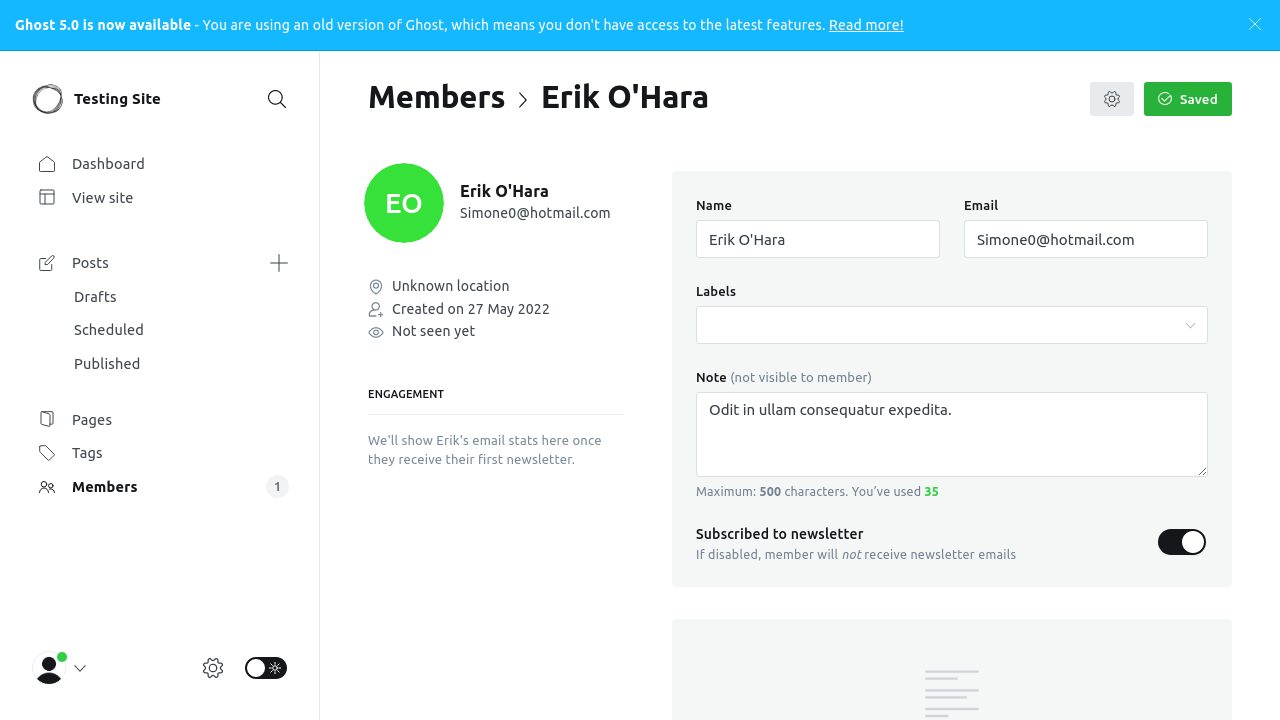 Ghost 5.0 is now available - You are using an old version of Ghost, which means you don't have access to the latest features. Read more!
Testing Site
Dashboard
View site
Posts
Drafts
Scheduled
Published
Pages
Tags
Members
1
Members
Erik O'Hara
Saved
EO
Erik O'Hara
Simone0@hotmail.com
Unknown location
Created on 27 May 2022
Not seen yet
ENGAGEMENT
We'll show Erik's email stats here once
they receive their first newsletter.
Name
Erik O'Hara
Email
Simone0@hotmail.com
Labels
Note (not visible to member)
Odit in ullam consequatur expedita.
Maximum: 500 characters. You’ve used 35
Subscribed to newsletter
If disabled, member will not receive newsletter emails